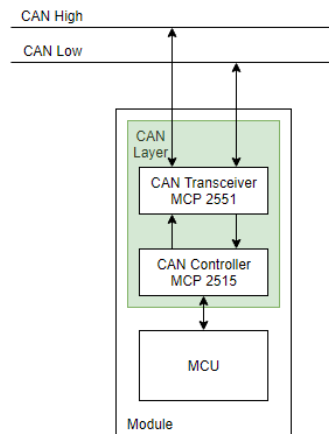 CAN High
CAN Low
CAN
Layer
CAN Transceiver
MCP 2551
CAN Controller
MCP 2515
MCU
Module